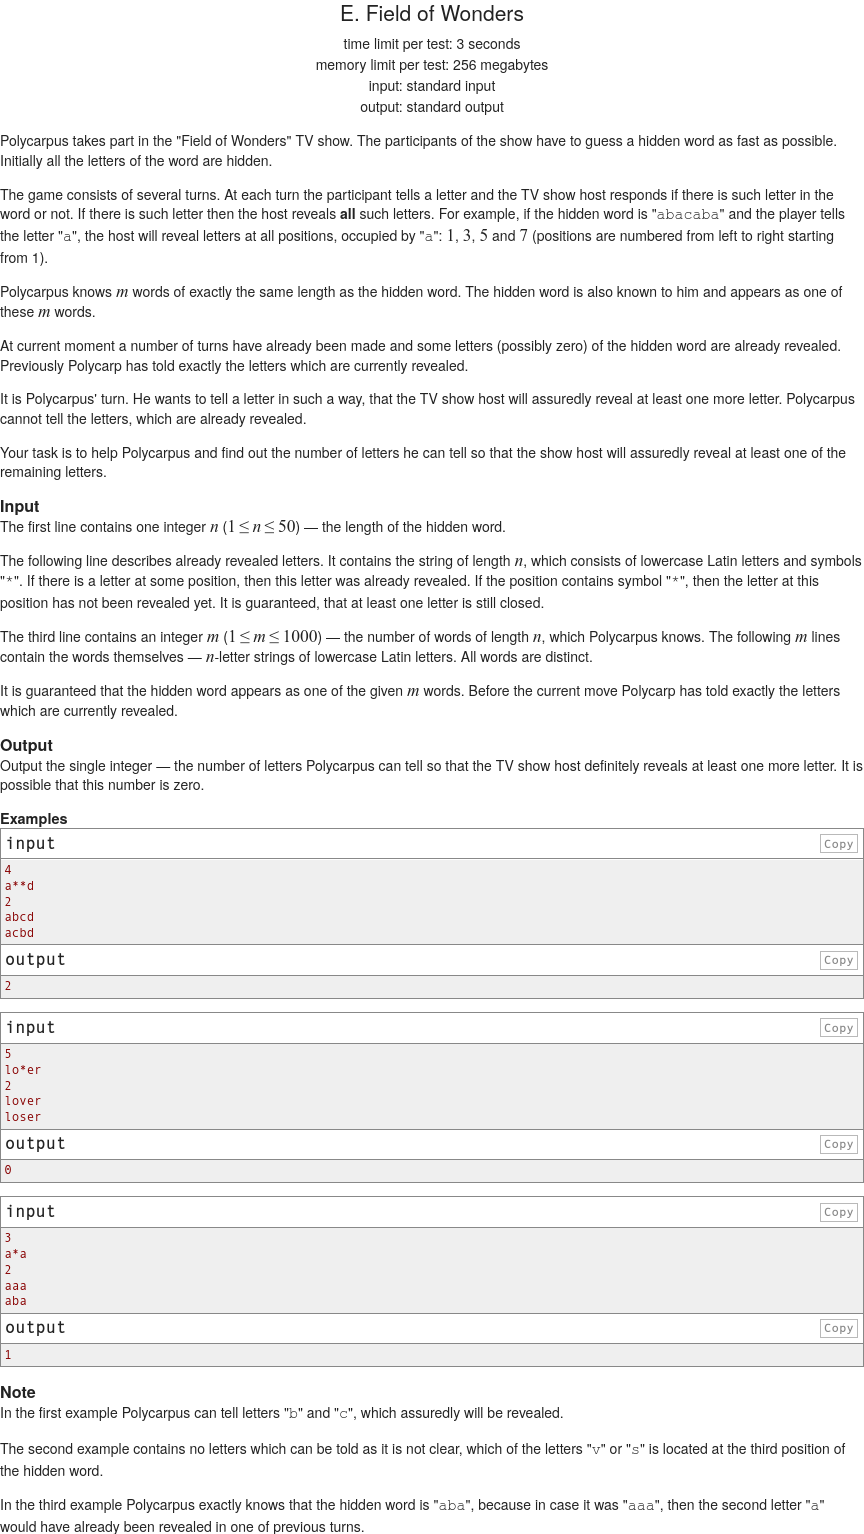 E. Field of Wonders
time limit per test: 3 seconds
memory limit per test: 256 megabytes
input: standard input
output: standard output
Polycarpus takes part in the "Field of Wonders" TV show. The participants of the show have to guess a hidden word as fast as possible.
Initially all the letters of the word are hidden.
The game consists of several turns. At each turn the participant tells a letter and the TV show host responds if there is such letter in the
word or not. If there is such letter then the host reveals all such letters. For example, if the hidden word is "abacaba" and the player tells
the letter "a", the host will reveal letters at all positions, occupied by "a": 1, 3, 5 and 7 (positions are numbered from left to right starting
from 1).
Polycarpus knows m words of exactly the same length as the hidden word. The hidden word is also known to him and appears as one of
these m words.
At current moment a number of turns have already been made and some letters (possibly zero) of the hidden word are already revealed.
Previously Polycarp has told exactly the letters which are currently revealed.
It is Polycarpus' turn. He wants to tell a letter in such a way, that the TV show host will assuredly reveal at least one more letter. Polycarpus
cannot tell the letters, which are already revealed.
Your task is to help Polycarpus and find out the number of letters he can tell so that the show host will assuredly reveal at least one of the
remaining letters.
Input
The first line contains one integer n (1 ≤ n ≤ 50) — the length of the hidden word.
The following line describes already revealed letters. It contains the string of length n, which consists of lowercase Latin letters and symbols
"*". If there is a letter at some position, then this letter was already revealed. If the position contains symbol "*", then the letter at this
position has not been revealed yet. It is guaranteed, that at least one letter is still closed.
The third line contains an integer m (1 ≤ m ≤ 1000) — the number of words of length n, which Polycarpus knows. The following m lines
contain the words themselves — n-letter strings of lowercase Latin letters. All words are distinct.
It is guaranteed that the hidden word appears as one of the given m words. Before the current move Polycarp has told exactly the letters
which are currently revealed.
Output
Output the single integer — the number of letters Polycarpus can tell so that the TV show host definitely reveals at least one more letter. It is
possible that this number is zero.
Examples
input Copy
4
a**d
2
abcd
acbd
output Copy
2
input Copy
5
lo*er
2
lover
loser
output Copy
0
input Copy
3
a*a
2
aaa
aba
output Copy
1
Note
In the first example Polycarpus can tell letters "b" and "c", which assuredly will be revealed.
The second example contains no letters which can be told as it is not clear, which of the letters "v" or "s" is located at the third position of
the hidden word.
In the third example Polycarpus exactly knows that the hidden word is "aba", because in case it was "aaa", then the second letter "a"
would have already been revealed in one of previous turns.